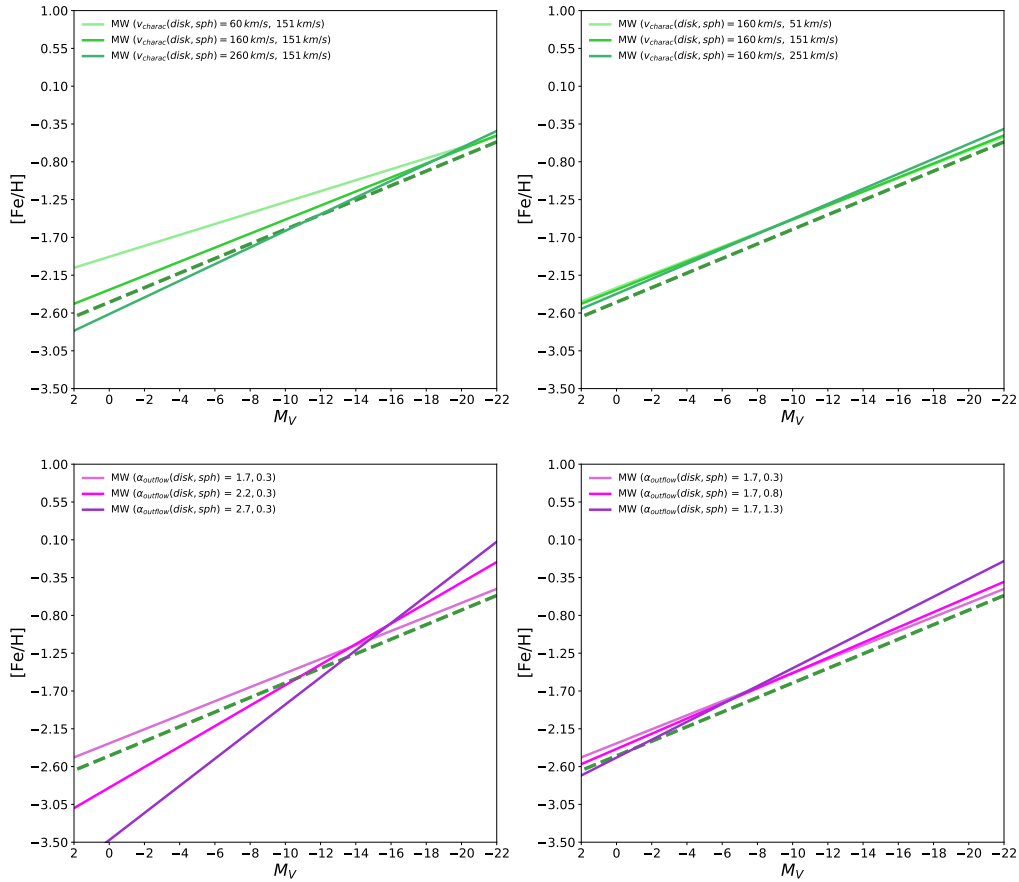 MW (v_charac(disk, sph) = 60 km/s, 151 km/s)
MW (v_charac(disk, sph) = 160 km/s, 151 km/s)
MW (v_charac(disk, sph) = 260 km/s, 151 km/s)
1.00
0.55
0.10
−0.35
−0.80
−1.25
−1.70
−2.15
−2.60
−3.05
−3.50
[Fe/H]
2 0 −2 −4 −6 −8 −10 −12 −14 −16 −18 −20 −22
M_V
MW (v_charac(disk, sph) = 160 km/s, 51 km/s)
MW (v_charac(disk, sph) = 160 km/s, 151 km/s)
MW (v_charac(disk, sph) = 160 km/s, 251 km/s)
1.00
0.55
0.10
−0.35
−0.80
−1.25
−1.70
−2.15
−2.60
−3.05
−3.50
[Fe/H]
2 0 −2 −4 −6 −8 −10 −12 −14 −16 −18 −20 −22
M_V
MW (α_outflow(disk, sph) = 1.7, 0.3)
MW (α_outflow(disk, sph) = 2.2, 0.3)
MW (α_outflow(disk, sph) = 2.7, 0.3)
1.00
0.55
0.10
−0.35
−0.80
−1.25
−1.70
−2.15
−2.60
−3.05
−3.50
[Fe/H]
2 0 −2 −4 −6 −8 −10 −12 −14 −16 −18 −20 −22
M_V
MW (α_outflow(disk, sph) = 1.7, 0.3)
MW (α_outflow(disk, sph) = 1.7, 0.8)
MW (α_outflow(disk, sph) = 1.7, 1.3)
1.00
0.55
0.10
−0.35
−0.80
−1.25
−1.70
−2.15
−2.60
−3.05
−3.50
[Fe/H]
2 0 −2 −4 −6 −8 −10 −12 −14 −16 −18 −20 −22
M_V